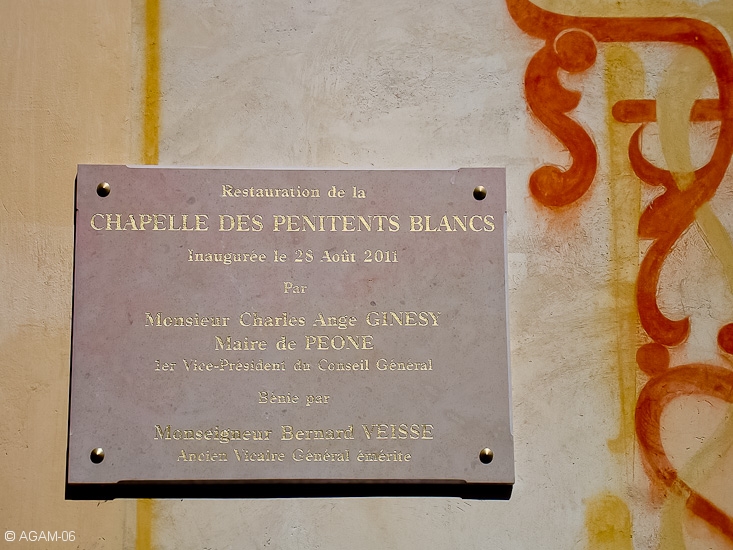 Restauration de la
CHAPELLE DES PENITENTS BLANCS
Inaugurée le 28 Août 2011
Par
Monsieur Charles Ange GINESY
Maire de PEONE
1er Vice-Président du Conseil Général
Bénie par
Monseigneur Bernard VEISSE
Ancien Vicaire Général émérite
© AGAM-06